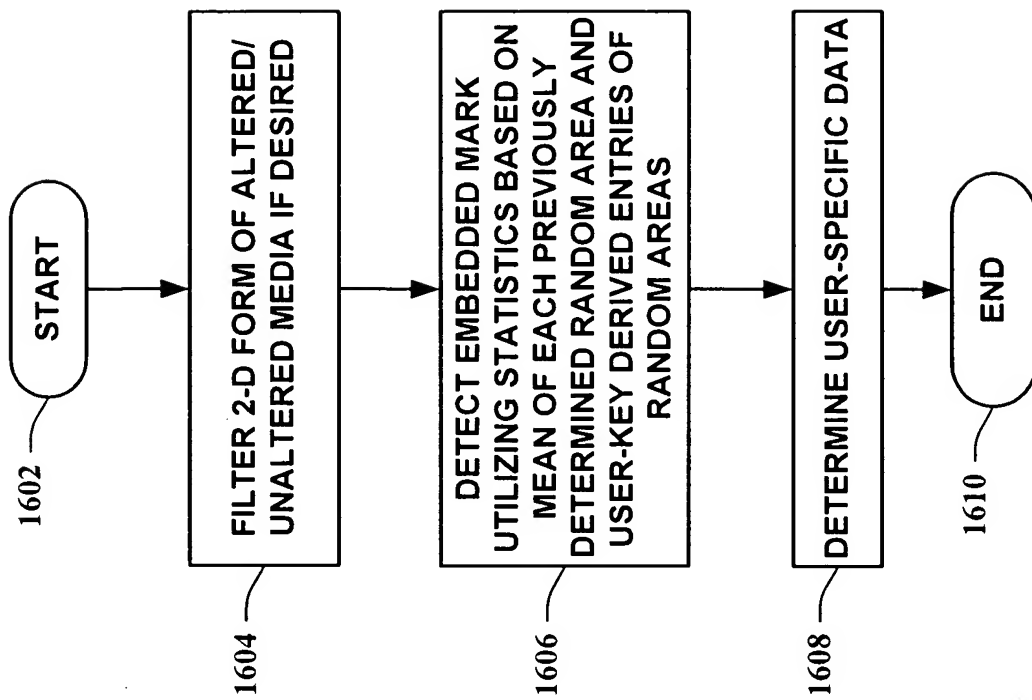 START
1602
FILTER 2-D FORM OF ALTERED/
UNALTERED MEDIA IF DESIRED
1604
DETECT EMBEDDED MARK
UTILIZING STATISTICS BASED ON
MEAN OF EACH PREVIOUSLY
DETERMINED RANDOM AREA AND
USER-KEY DERIVED ENTRIES OF
RANDOM AREAS
1606
DETERMINE USER-SPECIFIC DATA
1608
END
1610